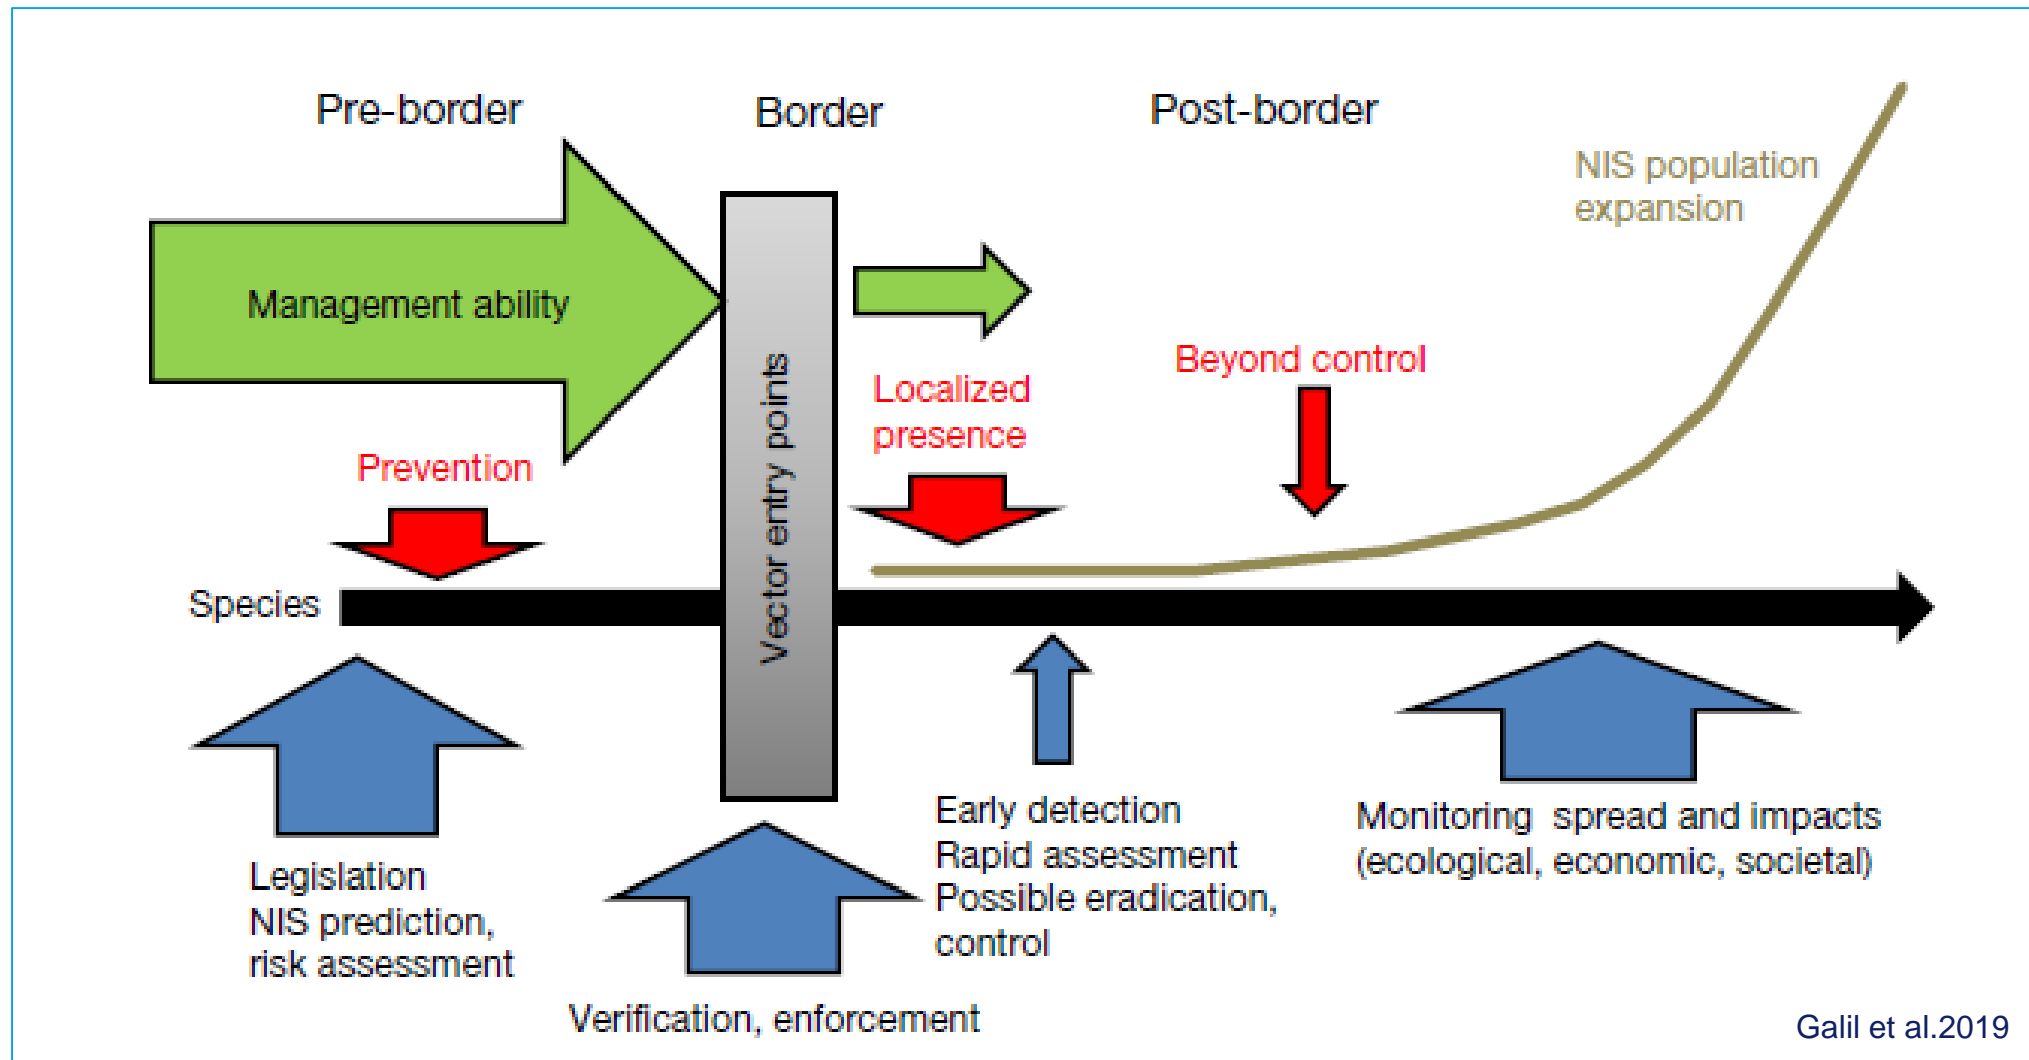 Pre-border
Border
Post-border
NIS population
expansion
Management ability
Vector entry points
Beyond control
Localized
presence
Prevention
Species
Legislation
NIS prediction,
risk assessment
Verification, enforcement
Early detection
Rapid assessment
Possible eradication,
control
Monitoring spread and impacts
(ecological, economic, societal)
Galil et al.2019